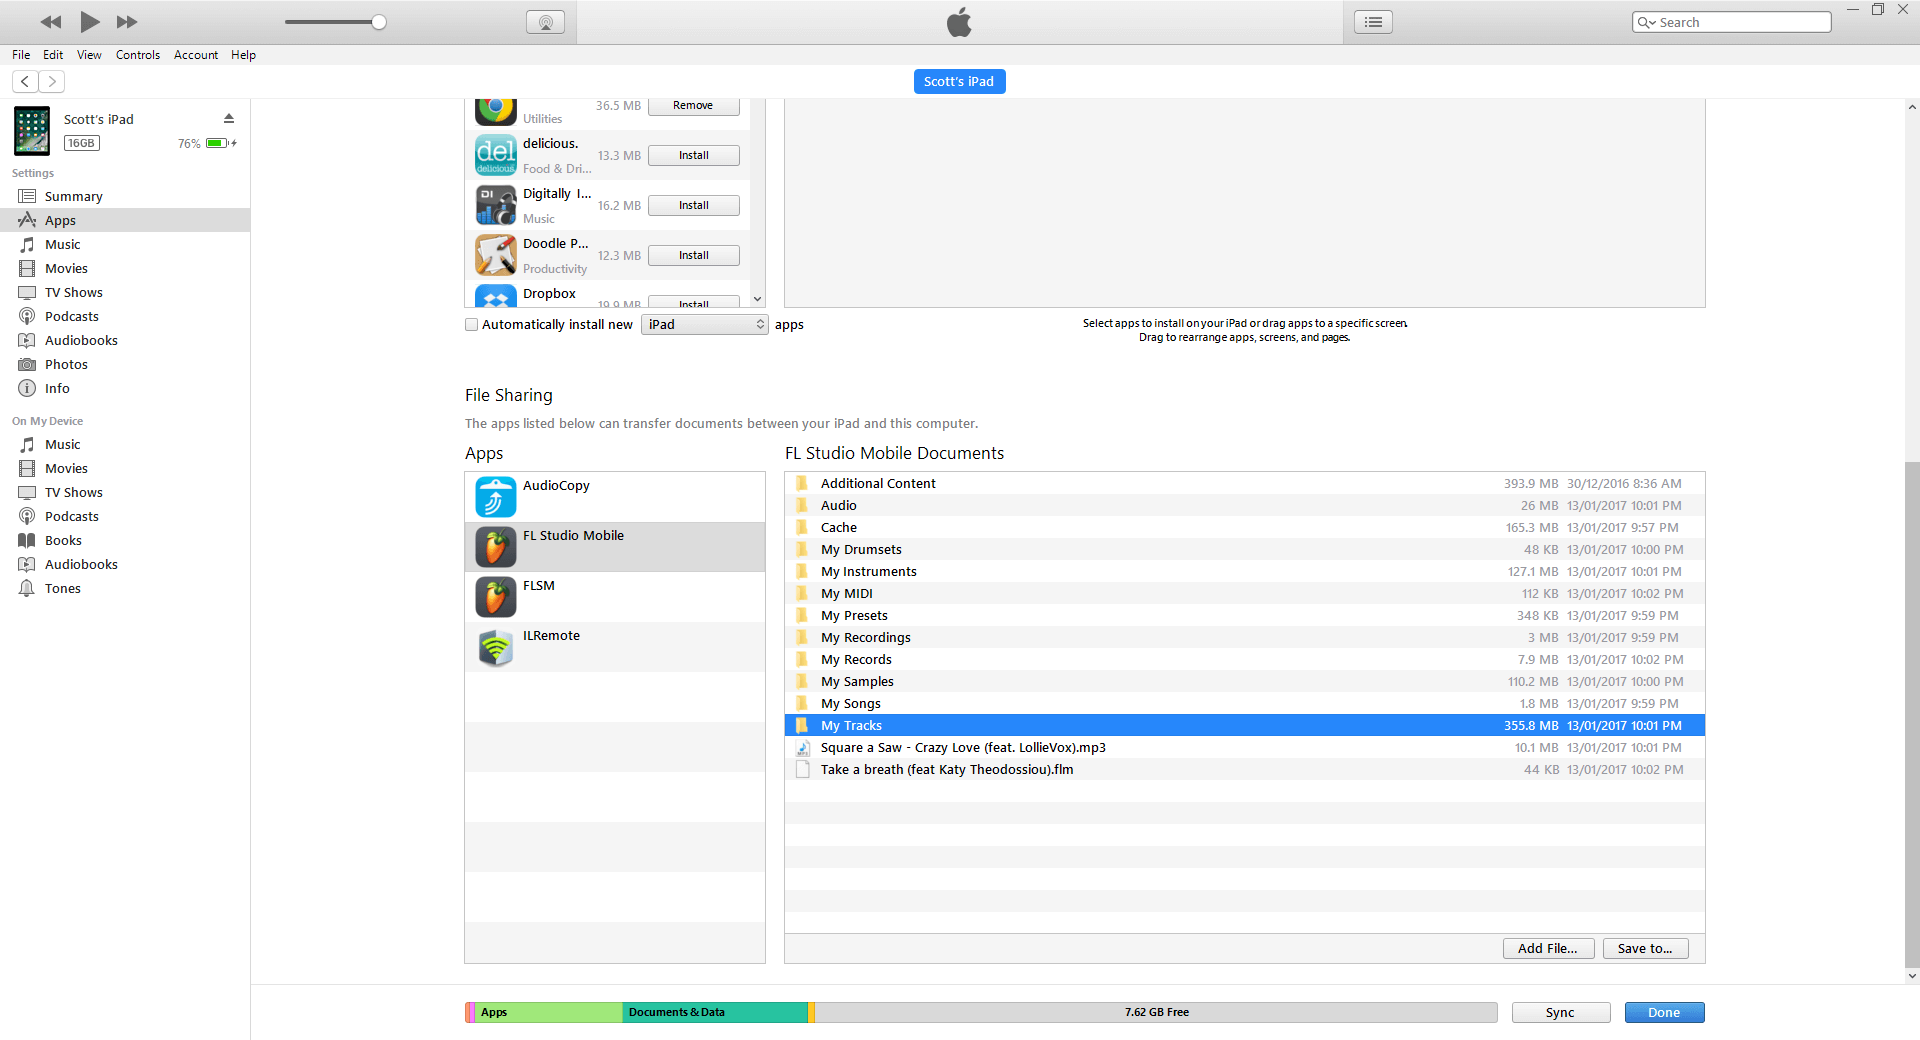 Search
File Edit View Controls Account Help
Scott's iPad
Scott's iPad
16GB
76%
Settings
Summary
Apps
Music
Movies
TV Shows
Podcasts
Audiobooks
Photos
Info
On My Device
Music
Movies
TV Shows
Podcasts
Books
Audiobooks
Tones
36.5 MB Remove
Utilities
del
delicious.
delicious. 13.3 MB Install
Food & Dri...
DI
Digitally I... 16.2 MB Install
Music
Doodle P... 12.3 MB Install
Productivity
Dropbox 19.9 MB Install
Automatically install new iPad apps
Select apps to install on your iPad or drag apps to a specific screen.
Drag to rearrange apps, screens, and pages.
File Sharing
The apps listed below can transfer documents between your iPad and this computer.
Apps
AudioCopy
FL Studio Mobile
FLSM
ILRemote
FL Studio Mobile Documents
Additional Content 393.9 MB 30/12/2016 8:36 AM
Audio 26 MB 13/01/2017 10:01 PM
Cache 165.3 MB 13/01/2017 9:57 PM
My Drumsets 48 KB 13/01/2017 10:00 PM
My Instruments 127.1 MB 13/01/2017 10:01 PM
My MIDI 112 KB 13/01/2017 10:02 PM
My Presets 348 KB 13/01/2017 9:59 PM
My Recordings 3 MB 13/01/2017 9:59 PM
My Records 7.9 MB 13/01/2017 10:02 PM
My Samples 110.2 MB 13/01/2017 10:00 PM
My Songs 1.8 MB 13/01/2017 9:59 PM
My Tracks 355.8 MB 13/01/2017 10:01 PM
Square a Saw - Crazy Love (feat. LollieVox).mp3 10.1 MB 13/01/2017 10:01 PM
Take a breath (feat Katy Theodossiou).flm 44 KB 13/01/2017 10:02 PM
Add File... Save to...
Apps Documents & Data 7.62 GB Free Sync Done